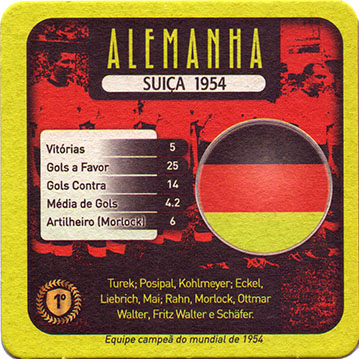 ALEMANHA
SUIÇA 1954
Vitórias 5
Gols a Favor 25
Gols Contra 14
Média de Gols 4.2
Artilheiro (Morlock) 6
Turek; Posipal, Kohlmeyer; Eckel,
Liebrich, Mai; Rahn, Morlock, Ottmar
Walter, Fritz Walter e Schäfer.
1º
Equipe campeã do mundial de 1954